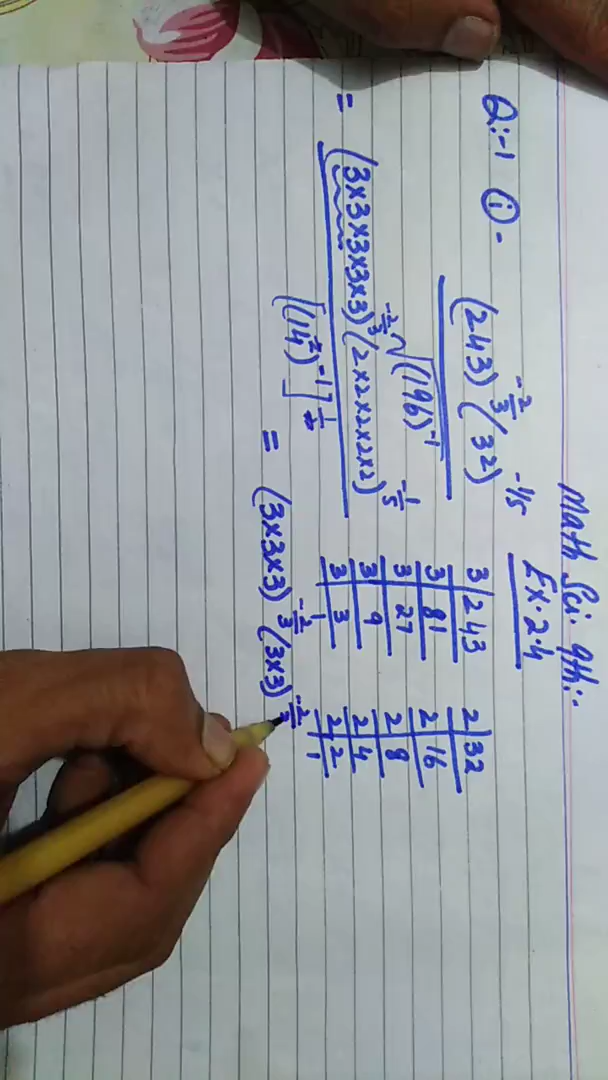 Math Sci. 9th:-
Ex. 2.4
Q:-1 ① -
(243)^-2/3 (32)^-1/5
√(196)^-1
3 | 243
3 | 81
3 | 27
3 | 9
3 | 3
1
2 | 32
2 | 16
2 | 8
2 | 4
2 | 2
1
= (3×3×3×3×3)^-2/3 (2×2×2×2×2)^-1/5
[(14²)^-1]^1/2
= (3×3×3)^-2/3 (3×3)^-2/3